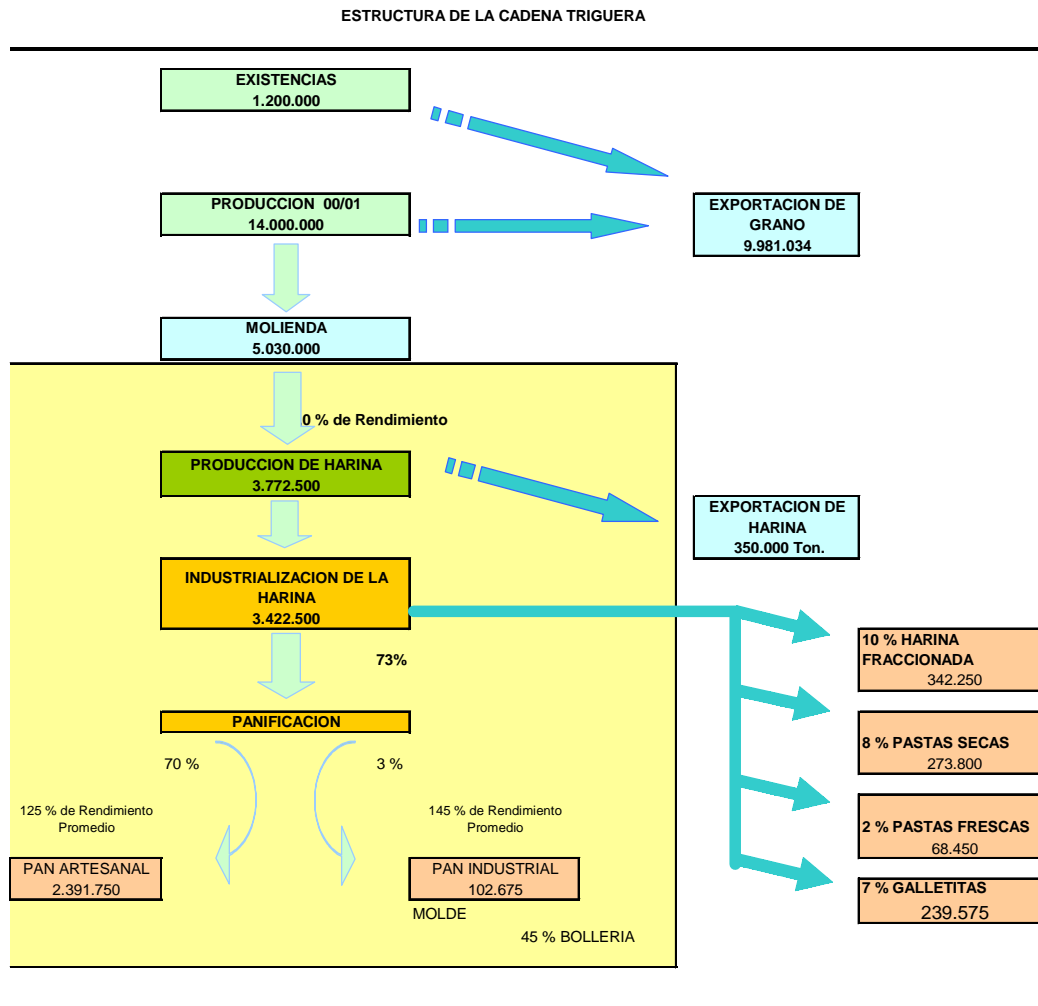 ESTRUCTURA DE LA CADENA TRIGUERA
EXISTENCIAS
1.200.000
PRODUCCION 00/01
14.000.000
EXPORTACION DE
GRANO
9.981.034
MOLIENDA
5.030.000
0 % de Rendimiento
PRODUCCION DE HARINA
3.772.500
EXPORTACION DE
HARINA
350.000 Ton.
INDUSTRIALIZACION DE LA
HARINA
3.422.500
10 % HARINA
FRACCIONADA
342.250
73%
PANIFICACION
8 % PASTAS SECAS
273.800
70 %
3 %
125 % de Rendimiento
Promedio
145 % de Rendimiento
Promedio
2 % PASTAS FRESCAS
68.450
PAN ARTESANAL
2.391.750
PAN INDUSTRIAL
102.675
7 % GALLETITAS
239.575
MOLDE
45 % BOLLERIA